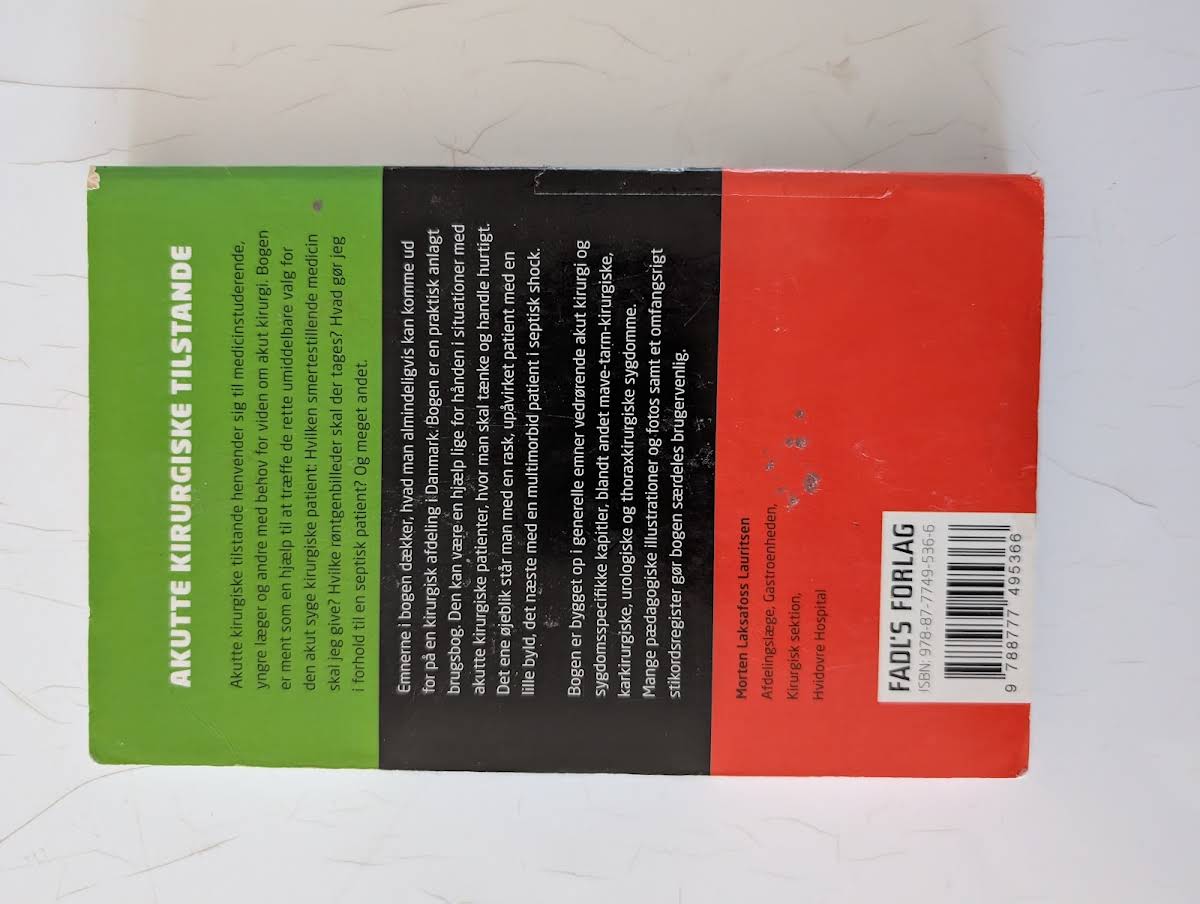 AKUTTE KIRURGISKE TILSTANDE
Akutte kirurgiske tilstande henvender sig til medicinstuderende,
yngre læger og andre med behov for viden om akut kirurgi. Bogen
er ment som en hjælp til at træffe de rette umiddelbare valg for
den akut syge kirurgiske patient: Hvilken smertestillende medicin
skal jeg give? Hvilke røntgenbilleder skal der tages? Hvad gør jeg
i forhold til en septisk patient? Og meget andet.
Emnerne i bogen dækker, hvad man almindeligvis kan komme ud
for på en kirurgisk afdeling i Danmark. Bogen er en praktisk anlagt
brugsbog. Den kan være en hjælp lige for hånden i situationer med
akutte kirurgiske patienter, hvor man skal tænke og handle hurtigt.
Det ene øjeblik står man med en rask, upåvirket patient med en
lille byld, det næste med en multimorbid patient i septisk shock.
Bogen er bygget op i generelle emner vedrørende akut kirurgi og
sygdomsspecifikke kapitler, blandt andet mave-tarm-kirurgiske,
karkirurgiske, urologiske og thoraxkirurgiske sygdomme.
Mange pædagogiske illustrationer og fotos samt et omfangsrigt
stikordsregister gør bogen særdeles brugervenlig.
Morten Laksafoss Lauritsen
Afdelingslæge, Gastroenheden,
Kirurgisk sektion,
Hvidovre Hospital
FADL'S FORLAG
ISBN: 978-87-7749-536-6
9 788777 495366